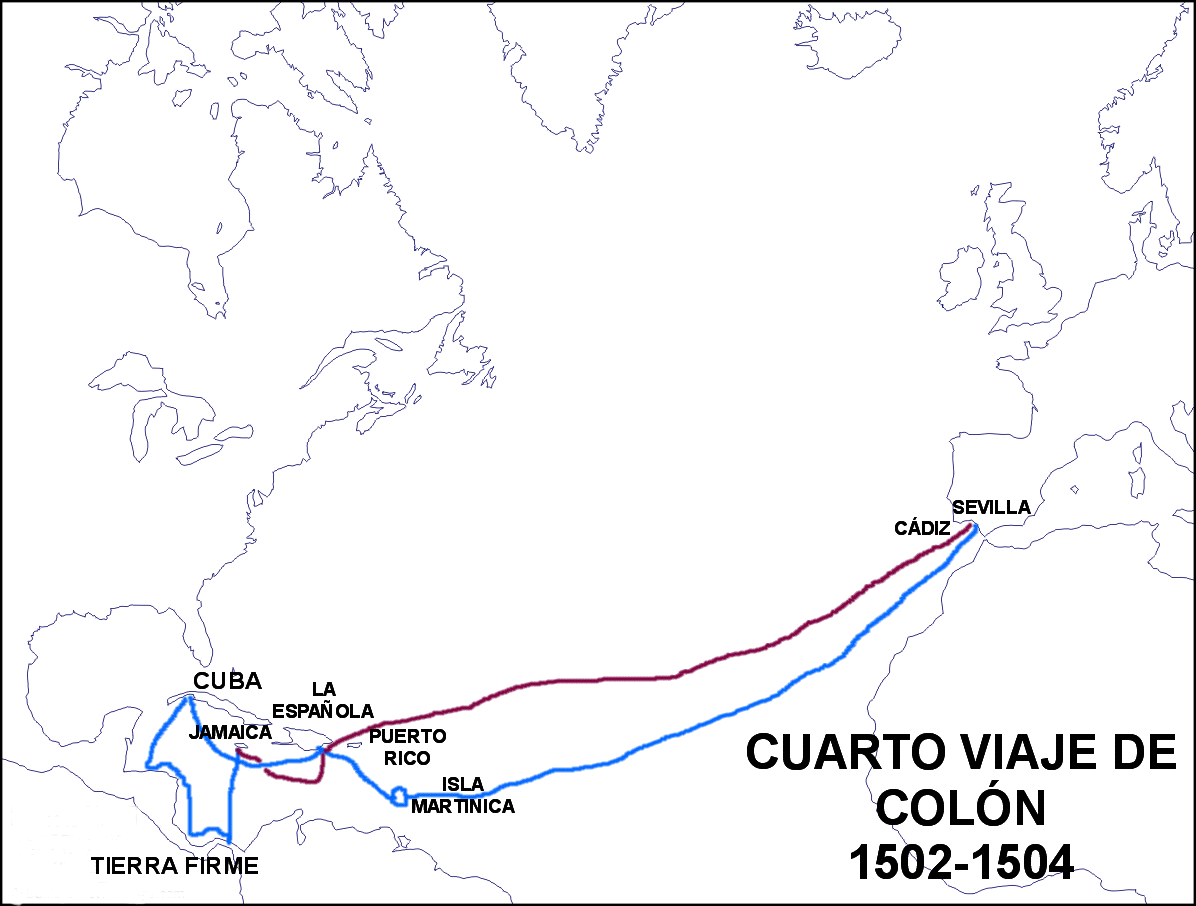 SEVILLA
CÁDIZ
CUBA
LA
ESPAÑOLA
JAMAICA
PUERTO
RICO
ISLA
MARTINICA
TIERRA FIRME
CUARTO VIAJE DE
COLÓN
1502-1504